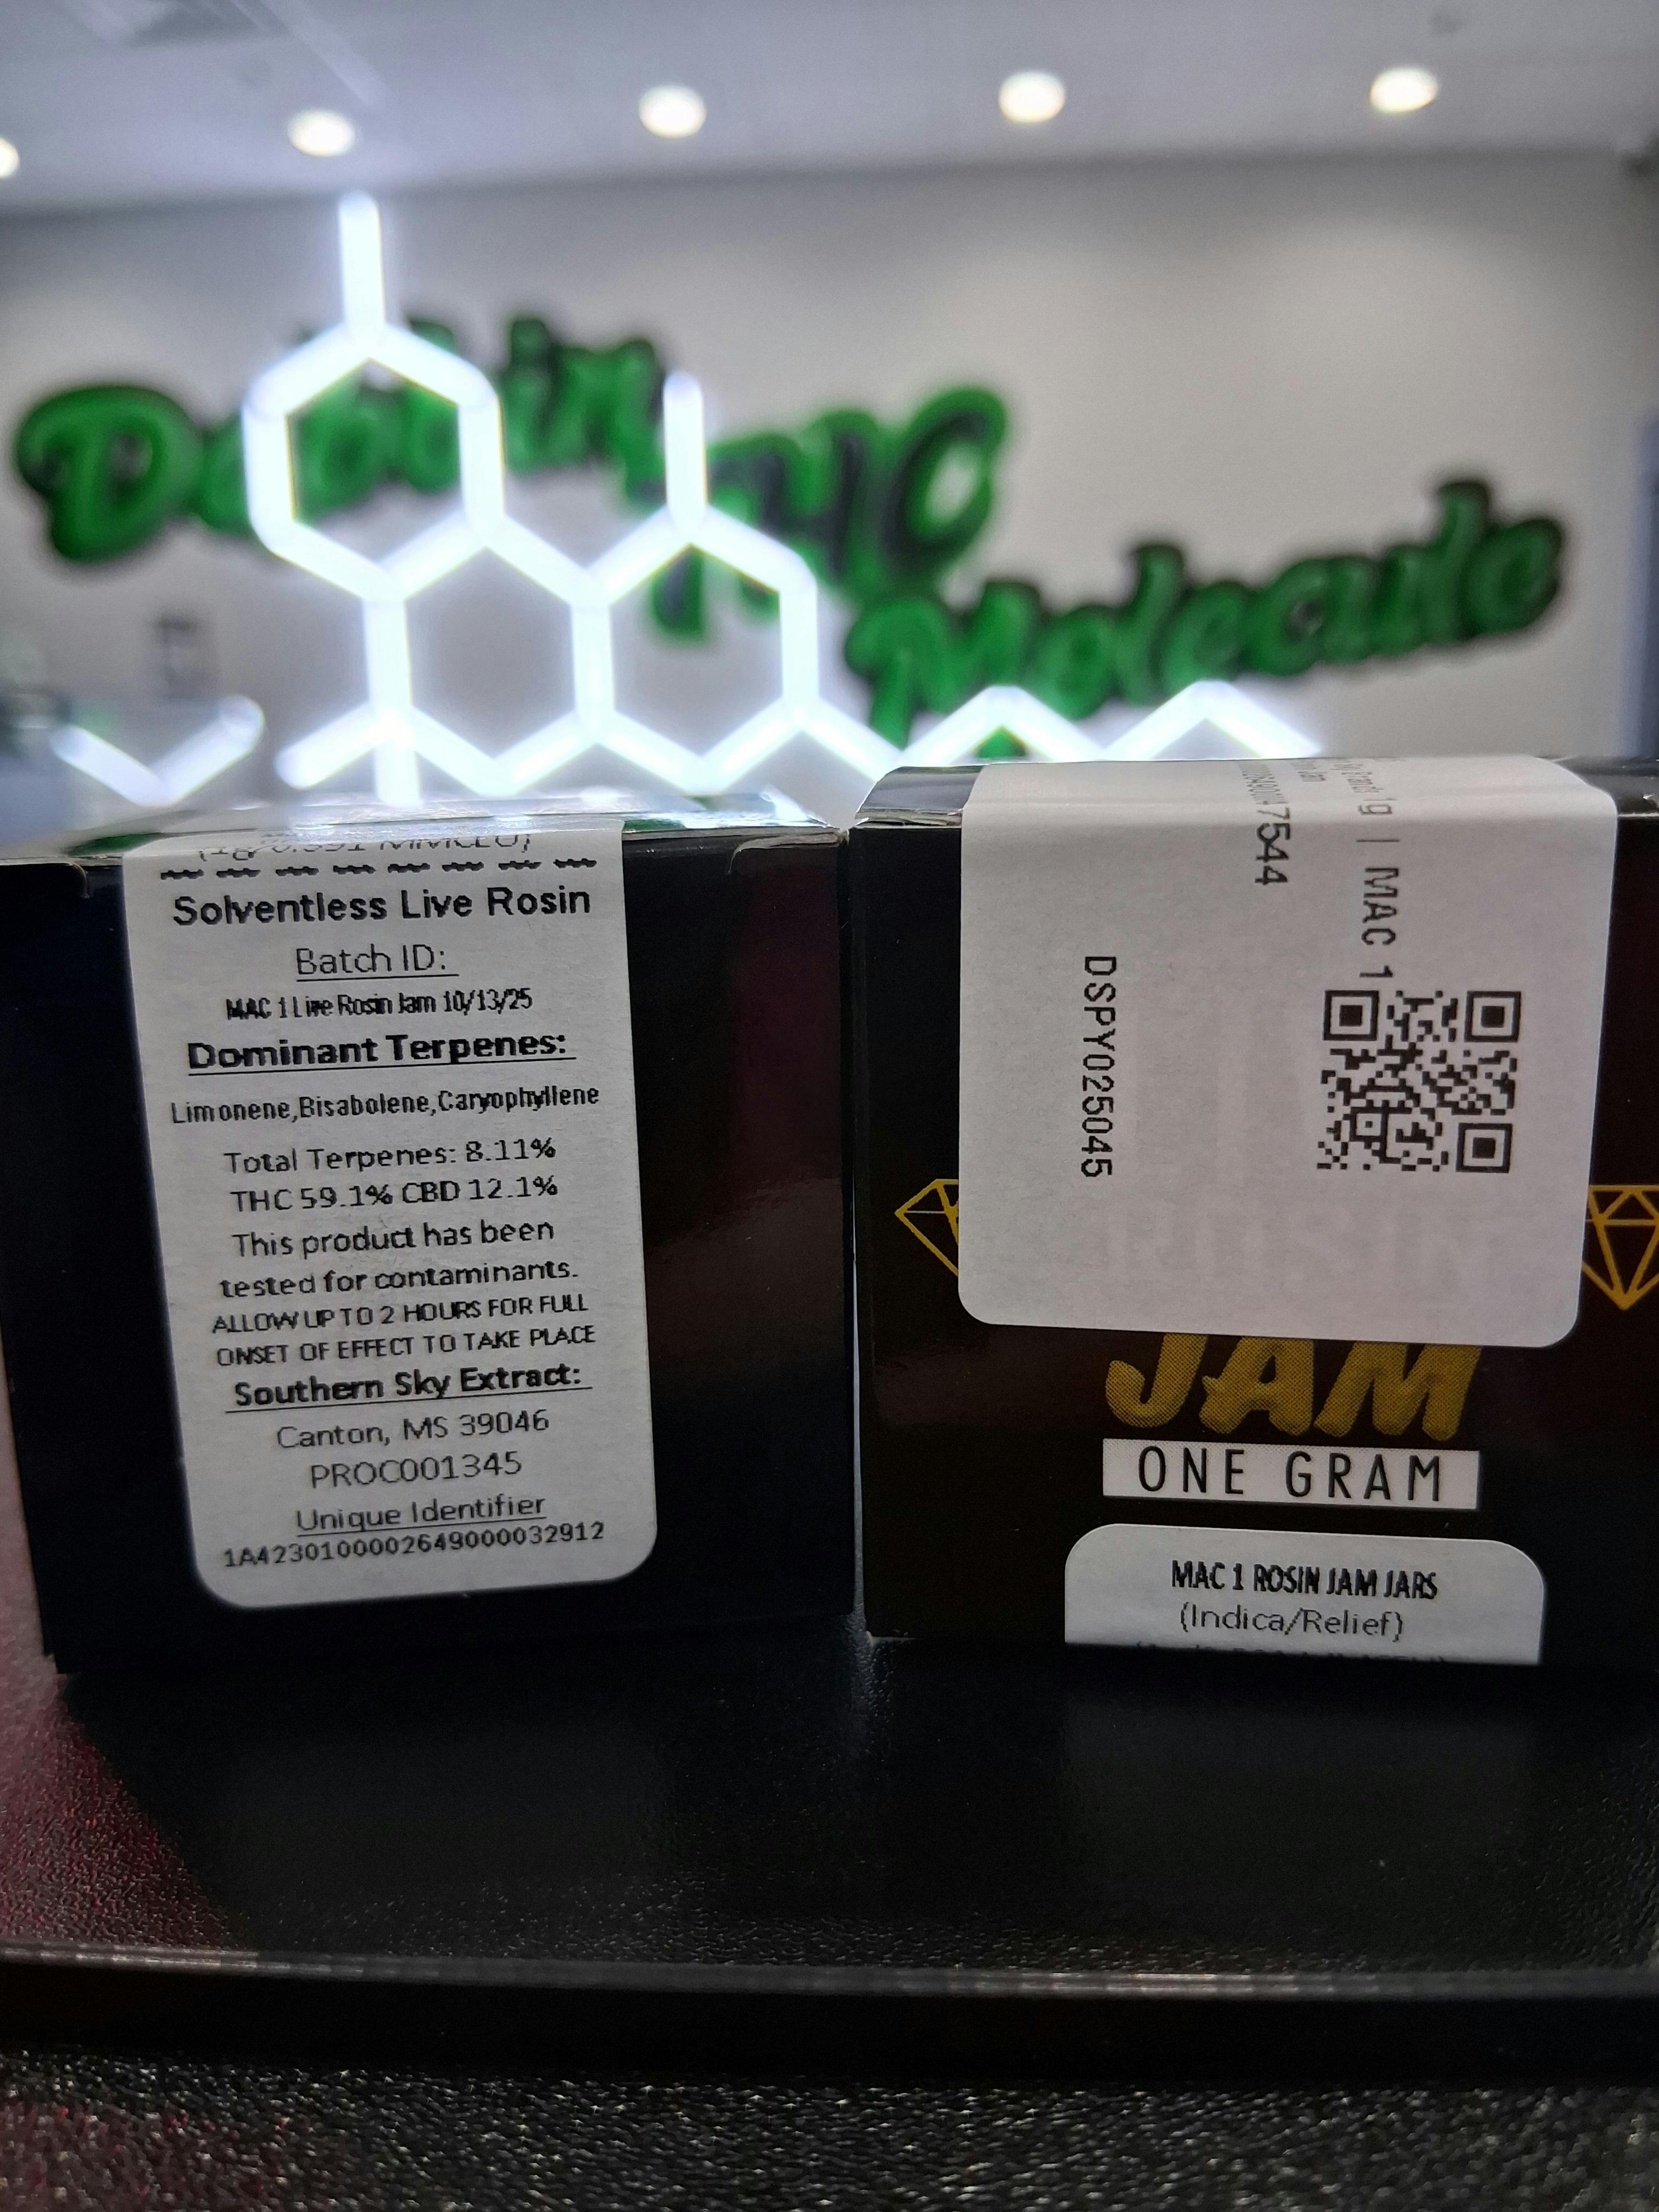 Dabbin
THC
Molecule
Solventless Live Rosin
Batch ID:
MAC 1 Live Rosin Jam 10/13/25
Dominant Terpenes:
Limonene,Bisabolene,Caryophyllene
Total Terpenes: 8.11%
THC 59.1% CBD 12.1%
This product has been
tested for contaminants.
ALLOW UP TO 2 HOURS FOR FULL
ONSET OF EFFECT TO TAKE PLACE
Southern Sky Extract:
Canton, MS 39046
PROC001345
Unique Identifier
1A4230100002649000032912
1g | MAC 1
7544
DSPY025045
JAM
ONE GRAM
MAC 1 ROSIN JAM JARS
(Indica/Relief)